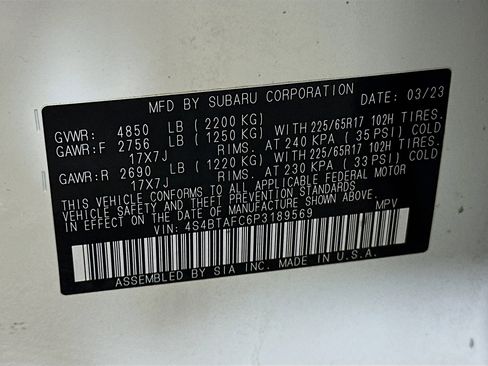 MFD BY SUBARU CORPORATION DATE: 03/23
GVWR: 4850 LB (2200 KG)
GAWR:F 2756 LB (1250 KG) WITH 225/65R17 102H TIRES.
17X7J RIMS. AT 240 KPA ( 35 PSI) COLD
GAWR:R 2690 LB (1220 KG) WITH 225/65R17 102H TIRES.
17X7J RIMS. AT 230 KPA ( 33 PSI) COLD
THIS VEHICLE CONFORMS TO ALL APPLICABLE FEDERAL MOTOR
VEHICLE SAFETY AND THEFT PREVENTION STANDARDS
IN EFFECT ON THE DATE OF MANUFACTURE SHOWN ABOVE.
VIN: 4S4BTAFC6P3189569 MPV
ASSEMBLED BY SIA INC. MADE IN U.S.A.